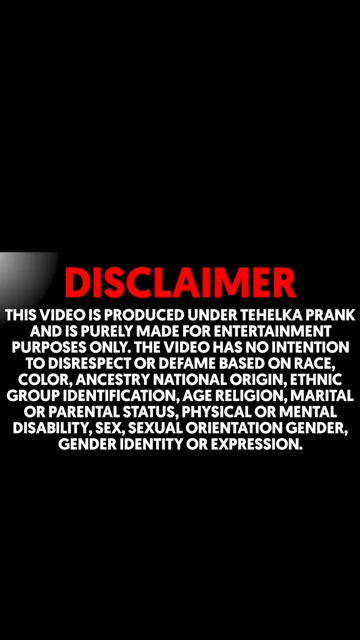 DISCLAIMER
THIS VIDEO IS PRODUCED UNDER TEHELKA PRANK
AND IS PURELY MADE FOR ENTERTAINMENT
PURPOSES ONLY. THE VIDEO HAS NO INTENTION
TO DISRESPECT OR DEFAME BASED ON RACE,
COLOR, ANCESTRY NATIONAL ORIGIN, ETHNIC
GROUP IDENTIFICATION, AGE RELIGION, MARITAL
OR PARENTAL STATUS, PHYSICAL OR MENTAL
DISABILITY, SEX, SEXUAL ORIENTATION GENDER,
GENDER IDENTITY OR EXPRESSION.